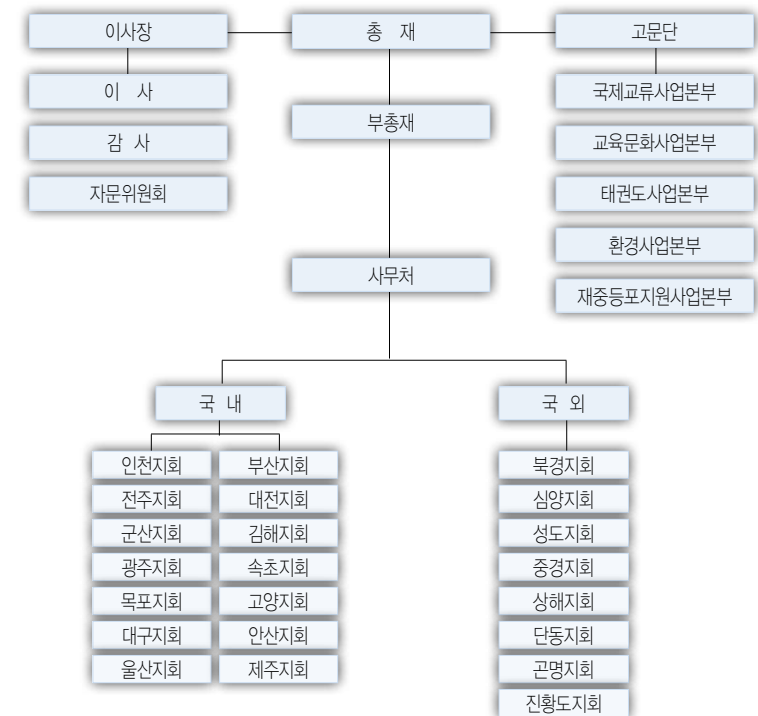 이사장
총 재
고문단
이 사
감 사
자문위원회
부총재
국제교류사업본부
교육문화사업본부
태권도사업본부
환경사업본부
재중등포지원사업본부
사무처
국 내
국 외
인천지회 부산지회
전주지회 대전지회
군산지회 김해지회
광주지회 속초지회
목포지회 고양지회
대구지회 안산지회
울산지회 제주지회
북경지회
심양지회
성도지회
중경지회
상해지회
단동지회
곤명지회
진황도지회